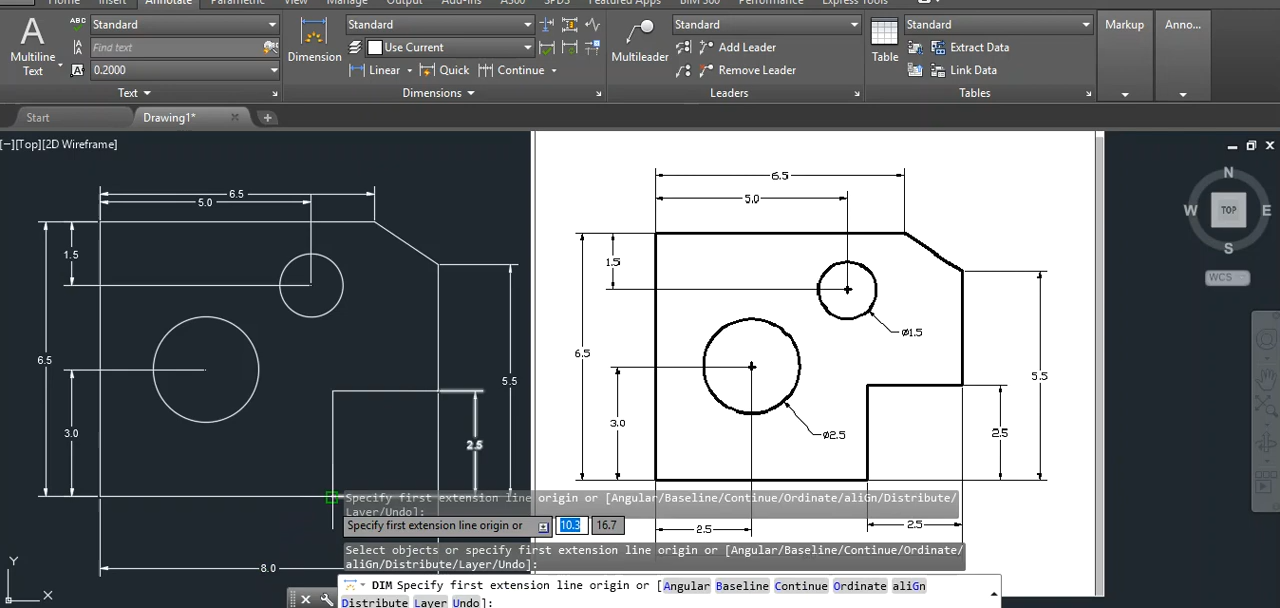 Home Insert Annotate Parametric View Manage Output Add-ins A360 SPDS Featured Apps BIM 360 Performance Express Tools
A Multiline Text
ABC Standard
Find text
0.2000
Text
Dimension
Standard
Use Current
Linear Quick Continue
Dimensions
Multileader
Standard
Add Leader
Remove Leader
Leaders
Table
Standard
Extract Data
Link Data
Tables
Markup
Anno...
Start Drawing1*
[−][Top][2D Wireframe]
6.5
5.0
1.5
6.5
3.0
5.5
2.5
8.0
6.5
5.0
1.5
ø1.5
6.5
5.5
3.0
ø2.5
2.5
2.5
2.5
N
W TOP E
S
WCS
Specify first extension line origin or [Angular/Baseline/Continue/Ordinate/aliGn/Distribute/
Layer/Undo]:
Specify first extension line origin or 10.3 16.7
Select objects or specify first extension line origin or [Angular/Baseline/Continue/Ordinate/
aliGn/Distribute/Layer/Undo]:
DIM Specify first extension line origin or [Angular Baseline Continue Ordinate aliGn
Distribute Layer Undo]:
Y
X